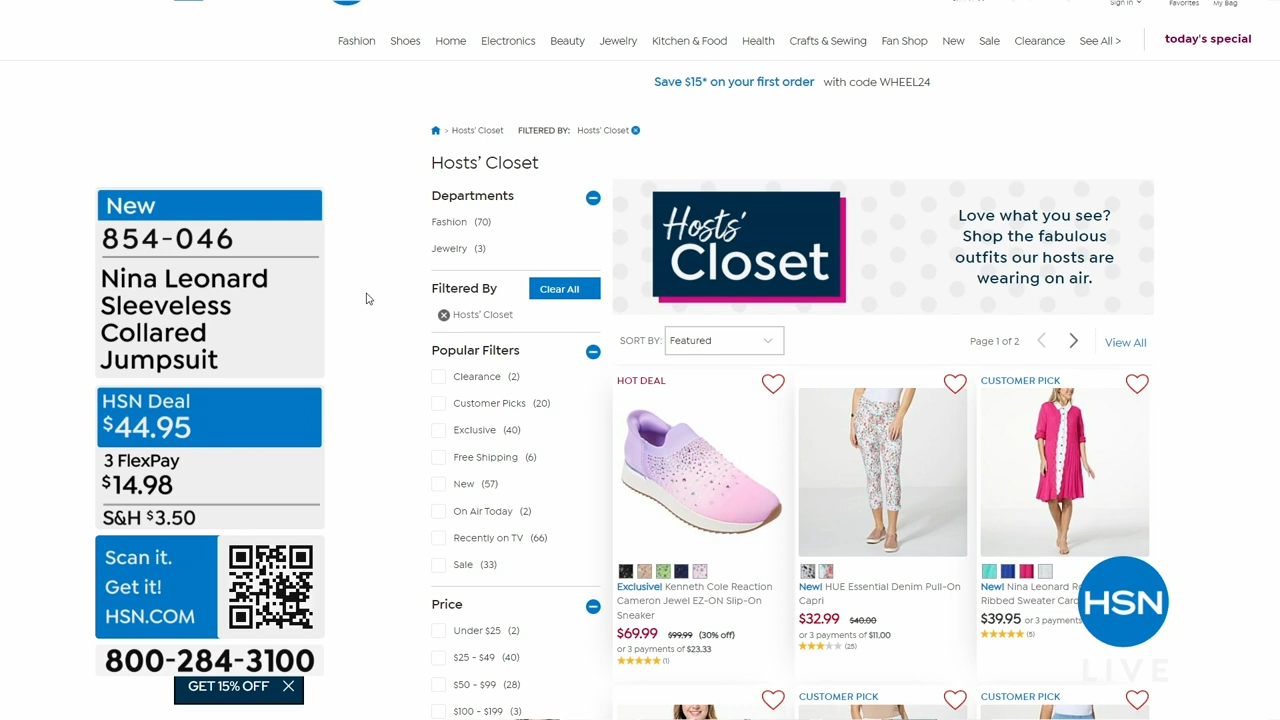 Sign In
Favorites
My Bag
Fashion Shoes Home Electronics Beauty Jewelry Kitchen & Food Health Crafts & Sewing Fan Shop New Sale Clearance See All > today's special
Save $15* on your first order with code WHEEL24
> Hosts' Closet FILTERED BY: Hosts' Closet
Hosts' Closet
New
854-046
Nina Leonard
Sleeveless
Collared
Jumpsuit
HSN Deal
$44.95
3 FlexPay
$14.98
S&H $3.50
Scan it.
Get it!
HSN.COM
800-284-3100
GET 15% OFF
Departments
Fashion (70)
Jewelry (3)
Filtered By Clear All
Hosts' Closet
Popular Filters
Clearance (2)
Customer Picks (20)
Exclusive (40)
Free Shipping (6)
New (57)
On Air Today (2)
Recently on TV (66)
Sale (33)
Price
Under $25 (2)
$25 - $49 (40)
$50 - $99 (28)
$100 - $199 (3)
Hosts'
Closet
Love what you see?
Shop the fabulous
outfits our hosts are
wearing on air.
SORT BY: Featured Page 1 of 2 View All
HOT DEAL
Exclusive! Kenneth Cole Reaction
Cameron Jewel EZ-ON Slip-On
Sneaker
$69.99 $99.99 (30% off)
or 3 payments of $23.33
(1)
New! HUE Essential Denim Pull-On
Capri
$32.99 $40.00
or 3 payments of $11.00
(25)
CUSTOMER PICK
New! Nina Leonard
Ribbed Sweater
$39.95 or 3 payments
(5)
HSN
LIVE
CUSTOMER PICK
CUSTOMER PICK